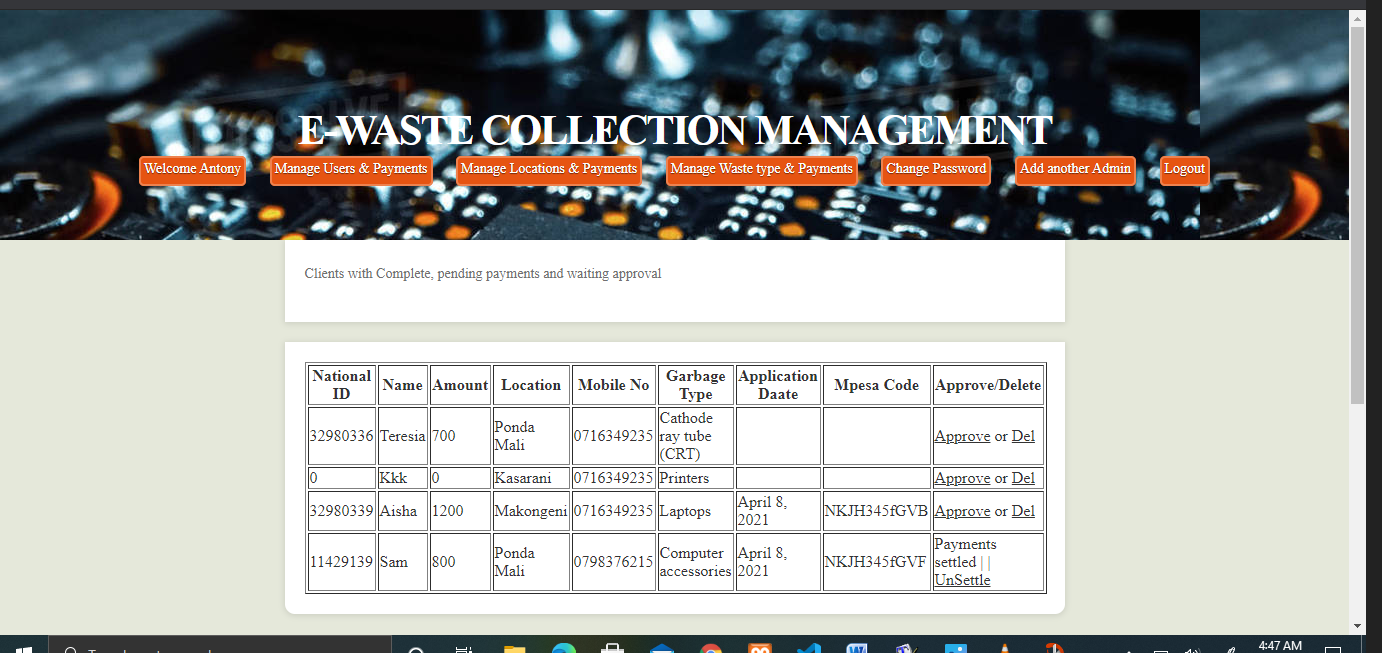 E-WASTE COLLECTION MANAGEMENT
Welcome Antony Manage Users & Payments Manage Locations & Payments Manage Waste type & Payments Change Password Add another Admin Logout
Clients with Complete, pending payments and waiting approval
National ID Name Amount Location Mobile No Garbage Type Application Daate Mpesa Code Approve/Delete
32980336 Teresia 700 Ponda Mali 0716349235 Cathode ray tube (CRT) Approve or Del
0 Kkk 0 Kasarani 0716349235 Printers Approve or Del
32980339 Aisha 1200 Makongeni 0716349235 Laptops April 8, 2021 NKJH345fGVB Approve or Del
11429139 Sam 800 Ponda Mali 0798376215 Computer accessories April 8, 2021 NKJH345fGVF Payments settled | | UnSettle
4:47 AM